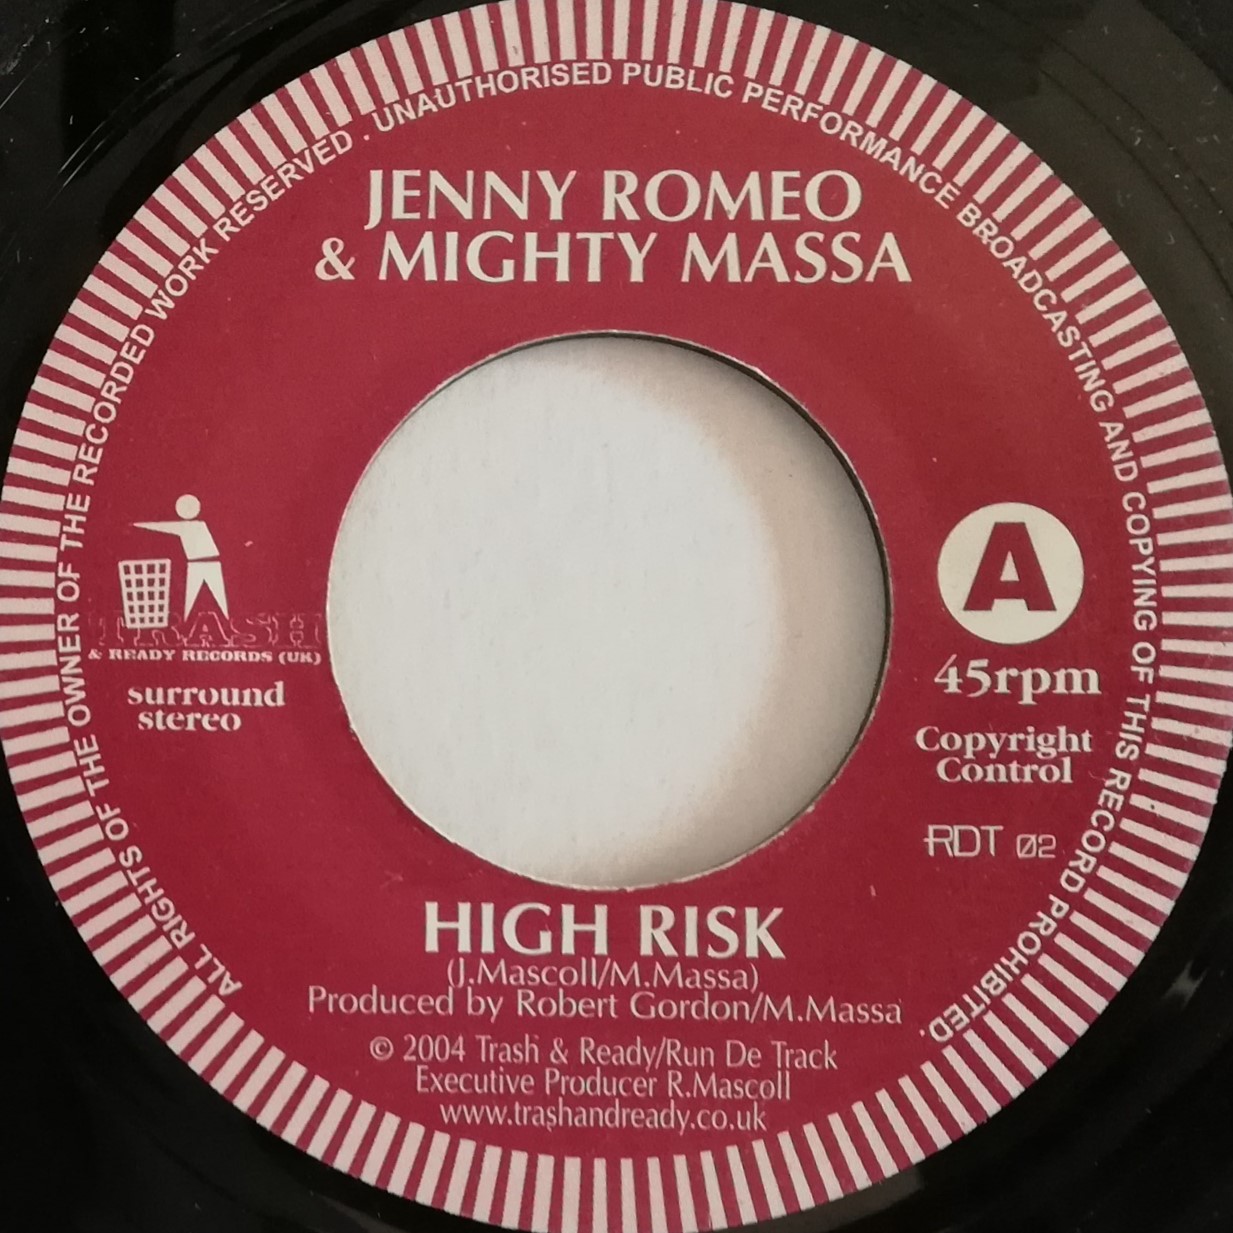 ALL RIGHTS OF THE OWNER OF THE RECORDED WORK RESERVED . UNAUTHORISED PUBLIC PERFORMANCE BROADCASTING AND COPYING OF THIS RECORD PROHIBITED.
JENNY ROMEO
& MIGHTY MASSA
TRASH
& READY RECORDS (UK)
surround
stereo
A
45rpm
Copyright
Control
RDT 02
HIGH RISK
(J.Mascoll/M.Massa)
Produced by Robert Gordon/M.Massa
© 2004 Trash & Ready/Run De Track
Executive Producer R.Mascoll
www.trashandready.co.uk